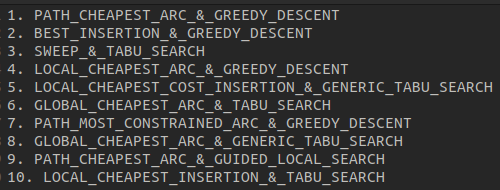 1. PATH_CHEAPEST_ARC_&_GREEDY_DESCENT
2. BEST_INSERTION_&_GREEDY_DESCENT
3. SWEEP_&_TABU_SEARCH
4. LOCAL_CHEAPEST_ARC_&_GREEDY_DESCENT
5. LOCAL_CHEAPEST_COST_INSERTION_&_GENERIC_TABU_SEARCH
6. GLOBAL_CHEAPEST_ARC_&_TABU_SEARCH
7. PATH_MOST_CONSTRAINED_ARC_&_GREEDY_DESCENT
8. GLOBAL_CHEAPEST_ARC_&_GENERIC_TABU_SEARCH
9. PATH_CHEAPEST_ARC_&_GUIDED_LOCAL_SEARCH
10. LOCAL_CHEAPEST_INSERTION_&_TABU_SEARCH